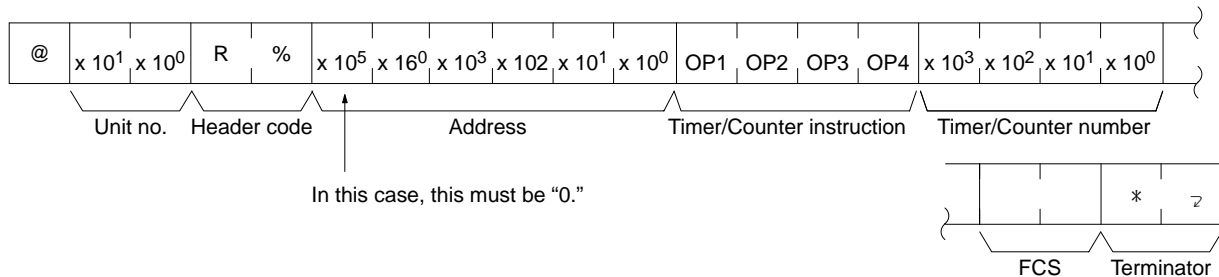 @ x 10¹ x 10⁰ R % x 10⁵ x 16⁰ x 10³ x 102 x 10¹ x 10⁰ OP1 OP2 OP3 OP4 x 10³ x 10² x 10¹ x 10⁰
Unit no. Header code Address Timer/Counter instruction Timer/Counter number
In this case, this must be “0.”
*
FCS Terminator